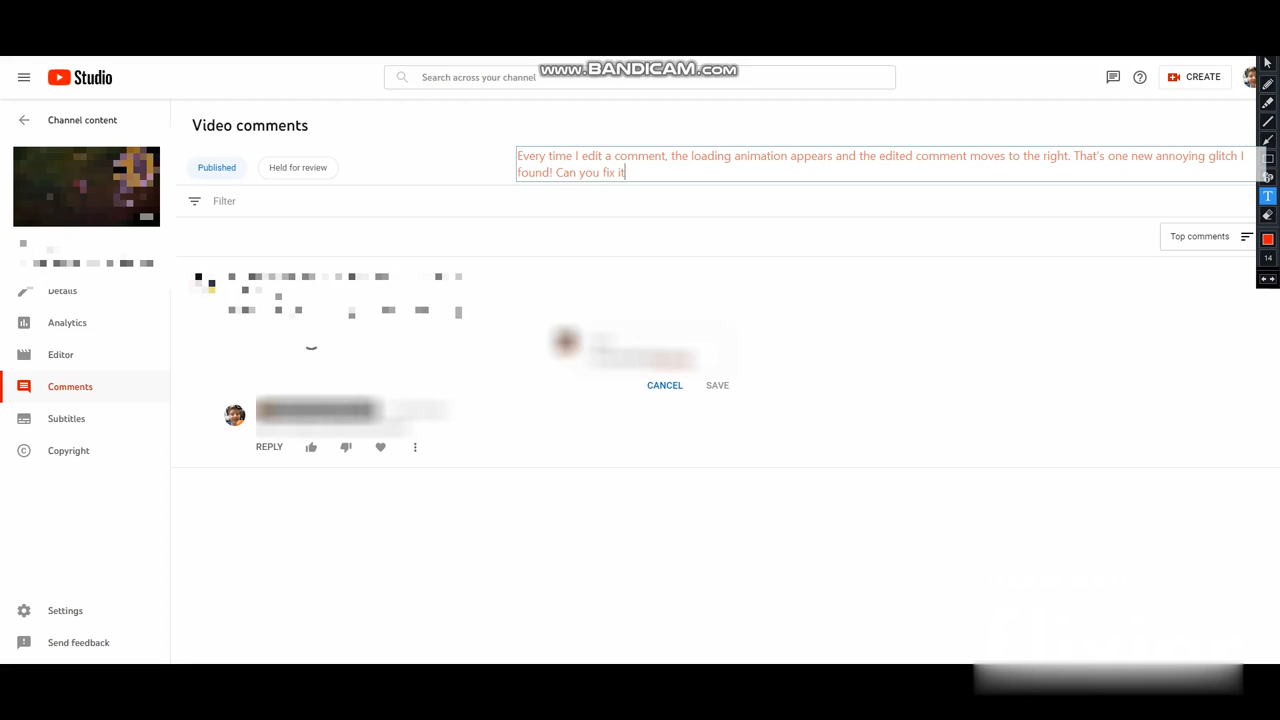 www.BANDICAM.com
Studio
Search across your channel
CREATE
Channel content
Video comments
Published
Held for review
Every time I edit a comment, the loading animation appears and the edited comment moves to the right. That's one new annoying glitch I
found! Can you fix it
Filter
Top comments
14
Details
Analytics
Editor
Comments
Subtitles
Copyright
CANCEL
SAVE
REPLY
Settings
Send feedback